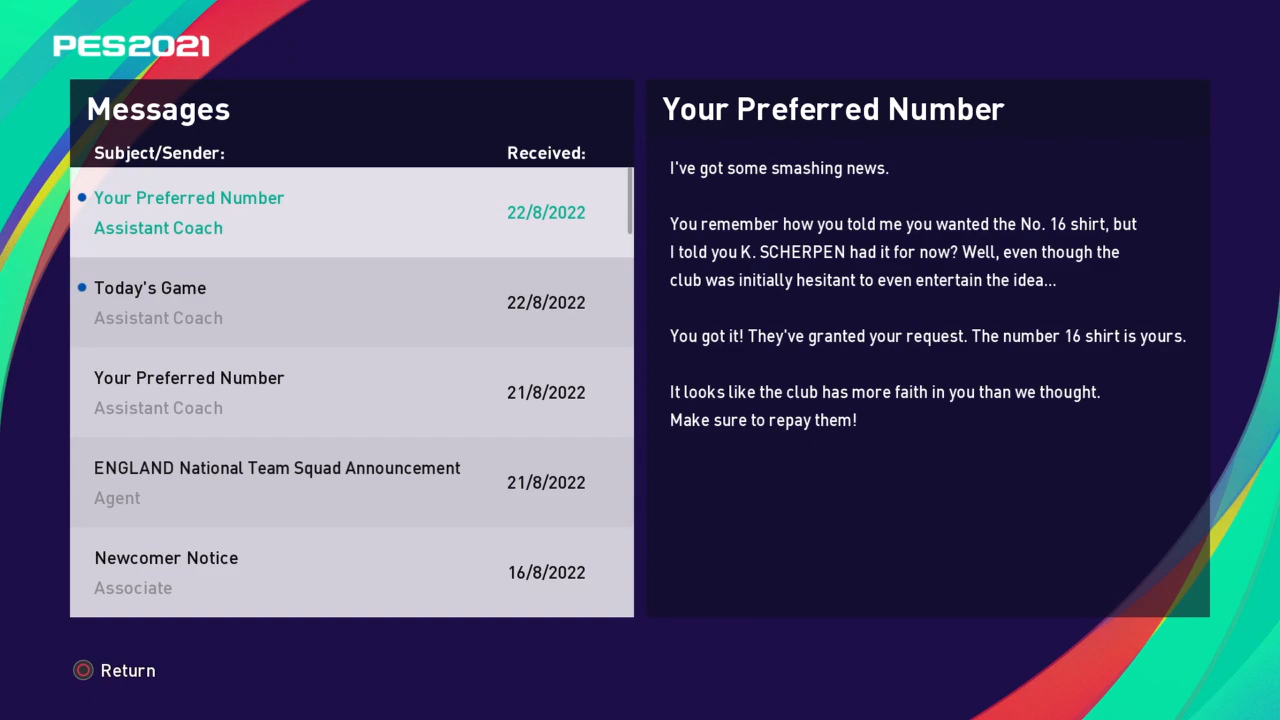 PES2021
Messages
Subject/Sender:
Received:
Your Preferred Number
Assistant Coach
22/8/2022
Today's Game
Assistant Coach
22/8/2022
Your Preferred Number
Assistant Coach
21/8/2022
ENGLAND National Team Squad Announcement
Agent
21/8/2022
Newcomer Notice
Associate
16/8/2022
Your Preferred Number
I've got some smashing news.
You remember how you told me you wanted the No. 16 shirt, but
I told you K. SCHERPEN had it for now? Well, even though the
club was initially hesitant to even entertain the idea...
You got it! They've granted your request. The number 16 shirt is yours.
It looks like the club has more faith in you than we thought.
Make sure to repay them!
Return